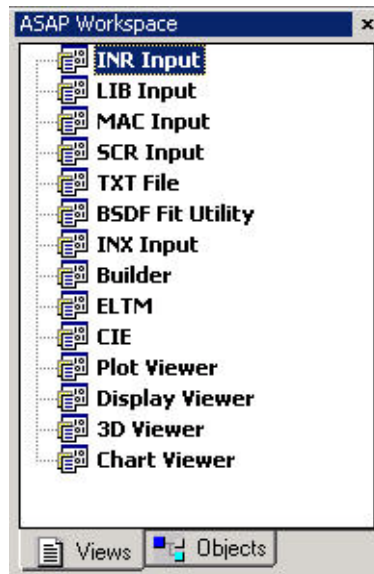 ASAP Workspace
INR Input
LIB Input
MAC Input
SCR Input
TXT File
BSDF Fit Utility
INX Input
Builder
ELTM
CIE
Plot Viewer
Display Viewer
3D Viewer
Chart Viewer
Views Objects